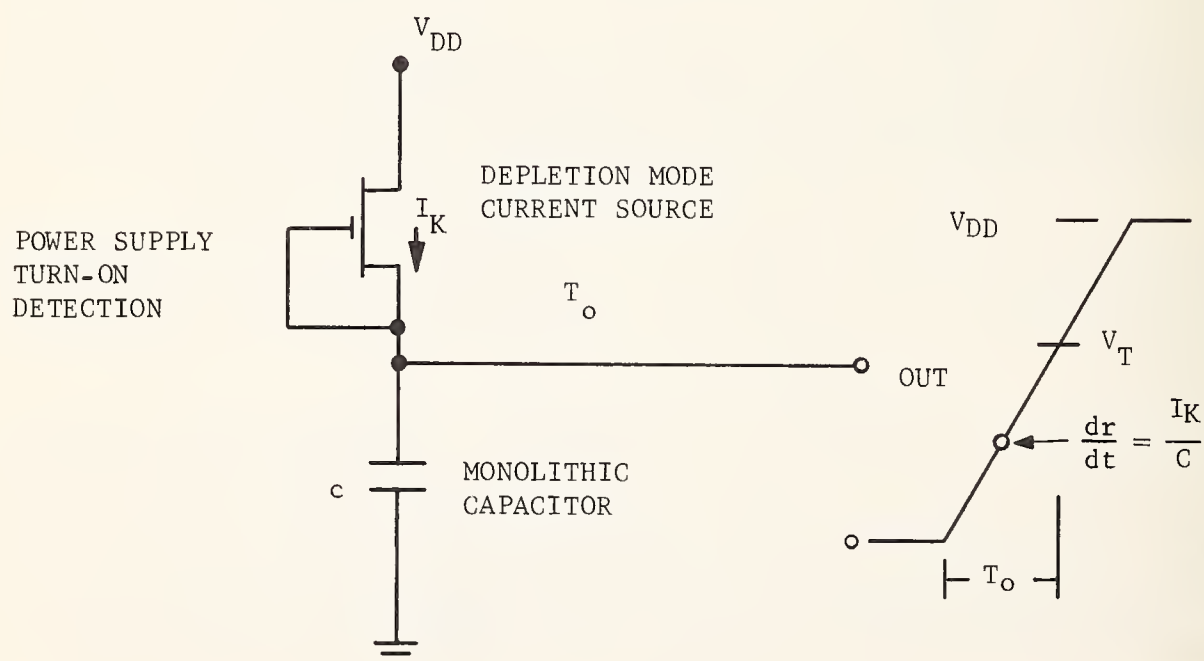 V_DD
DEPLETION MODE
CURRENT SOURCE
I_K
POWER SUPPLY
TURN-ON
DETECTION
T_o
OUT
c
MONOLITHIC
CAPACITOR
V_DD
V_T
dr/dt = I_K/C
T_o